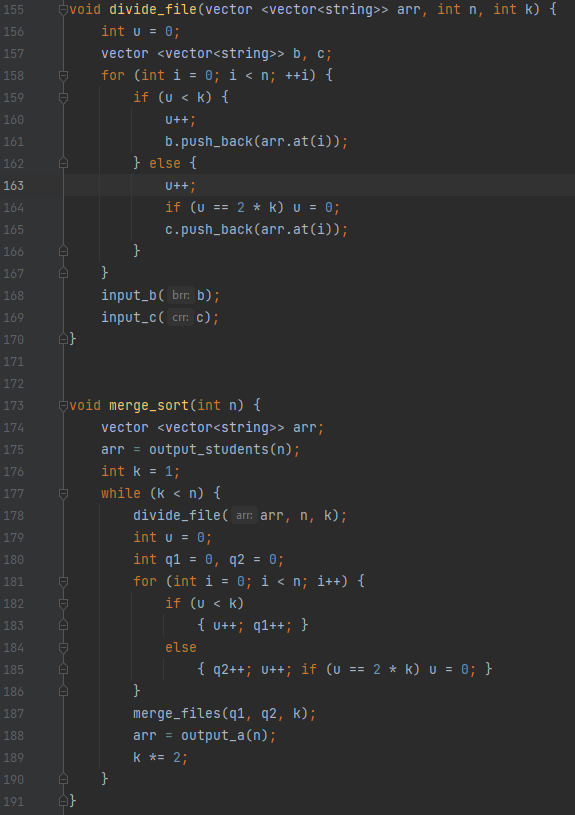 155 void divide_file(vector <vector<string>> arr, int n, int k) {
156     int u = 0;
157     vector <vector<string>> b, c;
158     for (int i = 0; i < n; ++i) {
159         if (u < k) {
160             u++;
161             b.push_back(arr.at(i));
162         } else {
163             u++;
164             if (u == 2 * k) u = 0;
165             c.push_back(arr.at(i));
166         }
167     }
168     input_b( brr: b);
169     input_c( crr: c);
170 }
171
172
173 void merge_sort(int n) {
174     vector <vector<string>> arr;
175     arr = output_students(n);
176     int k = 1;
177     while (k < n) {
178         divide_file( arr: arr, n, k);
179         int u = 0;
180         int q1 = 0, q2 = 0;
181         for (int i = 0; i < n; i++) {
182             if (u < k)
183                 { u++; q1++; }
184             else
185                 { q2++; u++; if (u == 2 * k) u = 0; }
186         }
187         merge_files(q1, q2, k);
188         arr = output_a(n);
189         k *= 2;
190     }
191 }